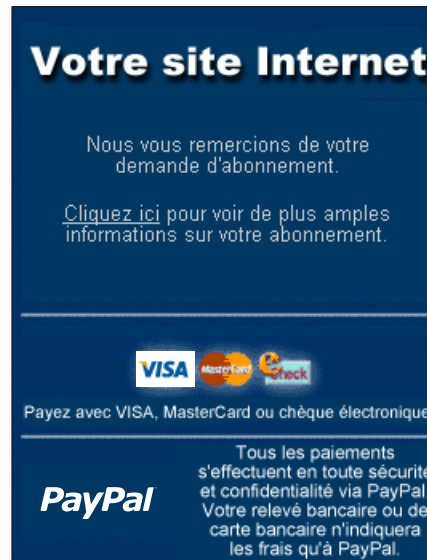 Votre site Internet
Nous vous remercions de votre
demande d'abonnement.
Cliquez ici pour voir de plus amples
informations sur votre abonnement.
VISA MasterCard eCheck
Payez avec VISA, MasterCard ou chèque électronique
PayPal
Tous les paiements
s'effectuent en toute sécurité
et confidentialité via PayPal
Votre relevé bancaire ou de
carte bancaire n'indiquera
les frais qu'à PayPal.